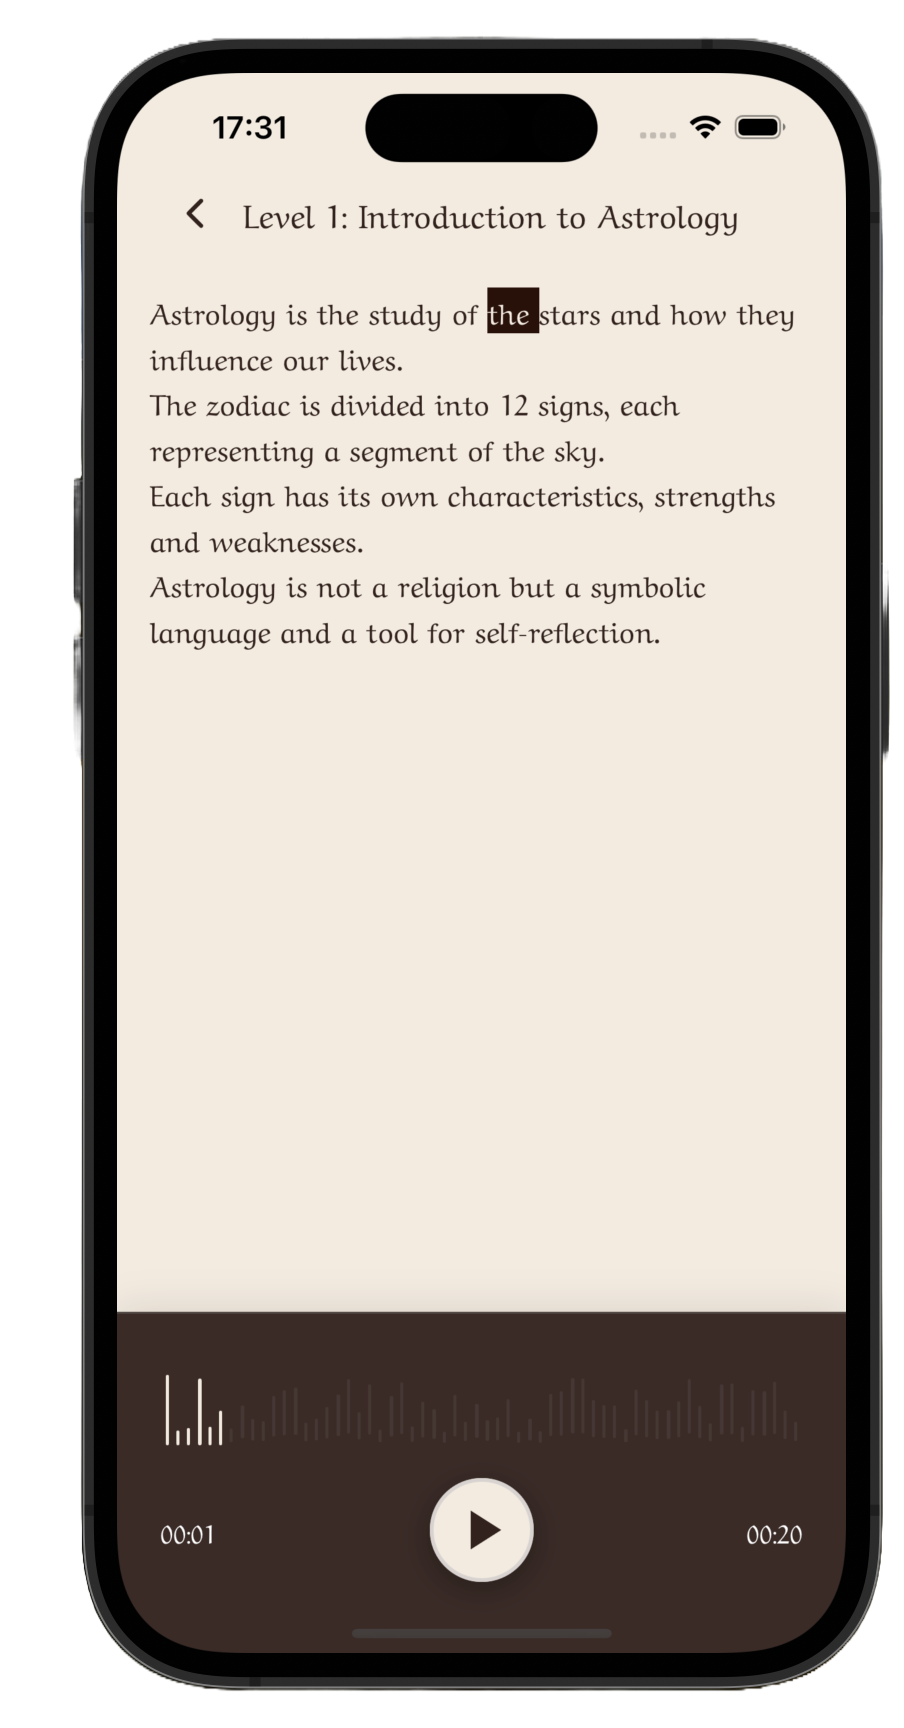 17:31
Level 1: Introduction to Astrology
Astrology is the study of the stars and how they
influence our lives.
The zodiac is divided into 12 signs, each
representing a segment of the sky.
Each sign has its own characteristics, strengths
and weaknesses.
Astrology is not a religion but a symbolic
language and a tool for self-reflection.
00:01
00:20